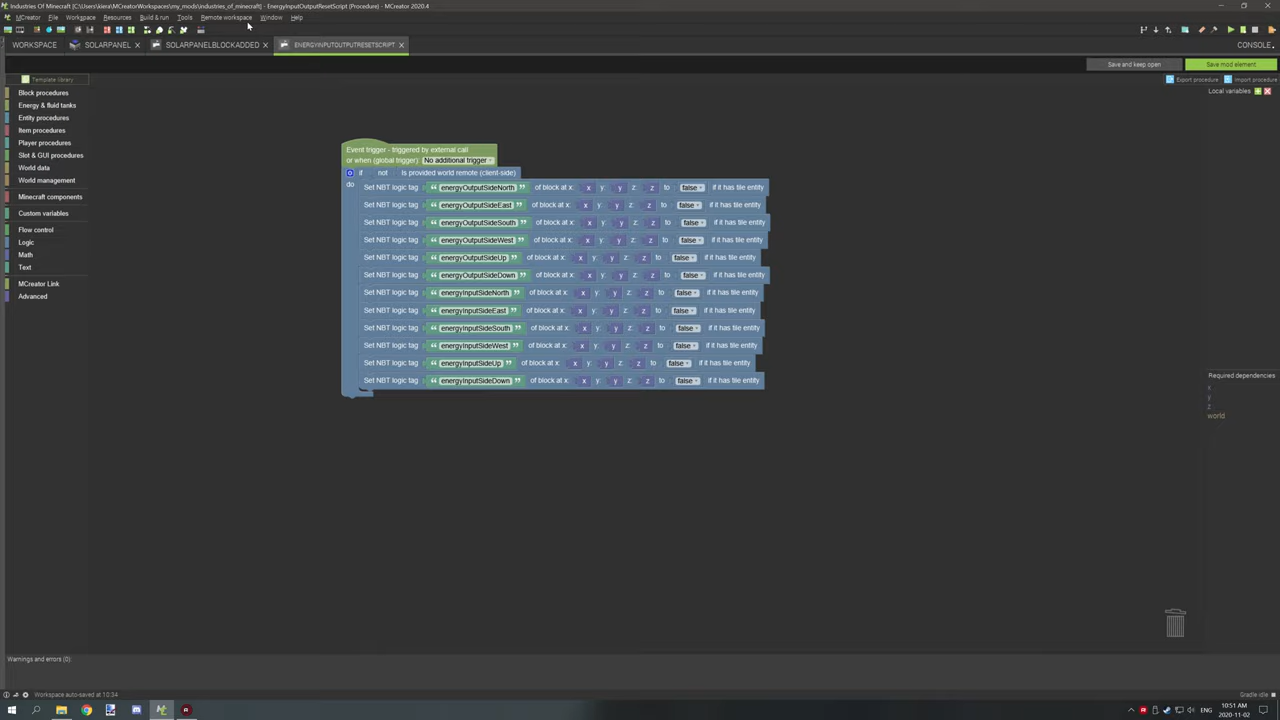 Industries Of Minecraft [C:\Users\kiera\MCreatorWorkspaces\my_mods\industries_of_minecraft] - EnergyInputOutputResetScript (Procedure) - MCreator 2020.4
MCreator File Workspace Resources Build & run Tools Remote workspace Window Help
WORKSPACE SOLARPANEL SOLARPANELBLOCKADDED ENERGYINPUTOUTPUTRESETSCRIPT CONSOLE
Save and keep open Save mod element
Template library Export procedure Import procedure
Local variables
Block procedures
Energy & fluid tanks
Entity procedures
Item procedures
Player procedures
Slot & GUI procedures
World data
World management
Minecraft components
Custom variables
Flow control
Logic
Math
Text
MCreator Link
Advanced
Event trigger - triggered by external call
or when (global trigger) No additional trigger
if not Is provided world remote (client-side)
do Set NBT logic tag “ energyOutputSideNorth ” of block at x: x y: y z: z to false if it has tile entity
Set NBT logic tag “ energyOutputSideEast ” of block at x: x y: y z: z to false if it has tile entity
Set NBT logic tag “ energyOutputSideSouth ” of block at x: x y: y z: z to false if it has tile entity
Set NBT logic tag “ energyOutputSideWest ” of block at x: x y: y z: z to false if it has tile entity
Set NBT logic tag “ energyOutputSideUp ” of block at x: x y: y z: z to false if it has tile entity
Set NBT logic tag “ energyOutputSideDown ” of block at x: x y: y z: z to false if it has tile entity
Set NBT logic tag “ energyInputSideNorth ” of block at x: x y: y z: z to false if it has tile entity
Set NBT logic tag “ energyInputSideEast ” of block at x: x y: y z: z to false if it has tile entity
Set NBT logic tag “ energyInputSideSouth ” of block at x: x y: y z: z to false if it has tile entity
Set NBT logic tag “ energyInputSideWest ” of block at x: x y: y z: z to false if it has tile entity
Set NBT logic tag “ energyInputSideUp ” of block at x: x y: y z: z to false if it has tile entity
Set NBT logic tag “ energyInputSideDown ” of block at x: x y: y z: z to false if it has tile entity
Required dependencies
x
y
z
world
Warnings and errors (0):
Workspace auto-saved at 10:34 Gradle idle
ENG 10:51 AM
2020-11-02